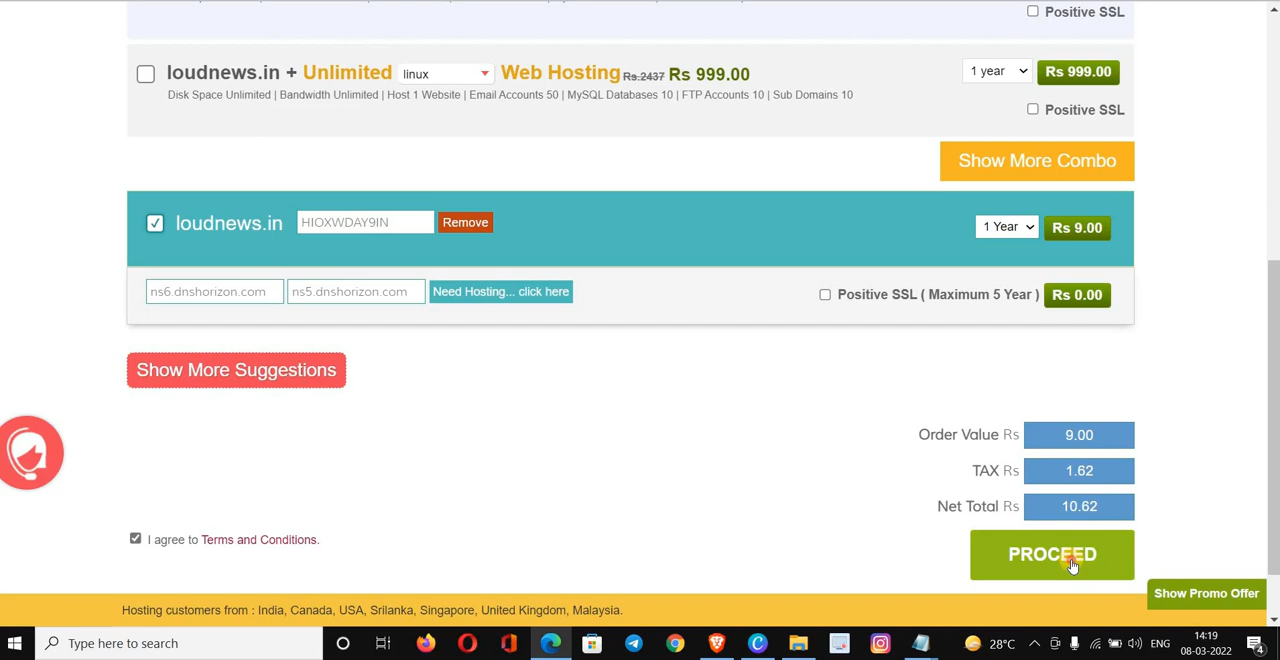 Positive SSL
loudnews.in + Unlimited linux Web Hosting Rs.2437 Rs 999.00 1 year Rs 999.00
Disk Space Unlimited | Bandwidth Unlimited | Host 1 Website | Email Accounts 50 | MySQL Databases 10 | FTP Accounts 10 | Sub Domains 10
Positive SSL
Show More Combo
loudnews.in HIOXWDAY9IN Remove 1 Year Rs 9.00
ns6.dnshorizon.com ns5.dnshorizon.com Need Hosting... click here Positive SSL ( Maximum 5 Year ) Rs 0.00
Show More Suggestions
Order Value Rs 9.00
TAX Rs 1.62
Net Total Rs 10.62
I agree to Terms and Conditions.
PROCEED
Show Promo Offer
Hosting customers from : India, Canada, USA, Srilanka, Singapore, United Kingdom, Malaysia.
Type here to search 28°C ENG 14:19
08-03-2022 4